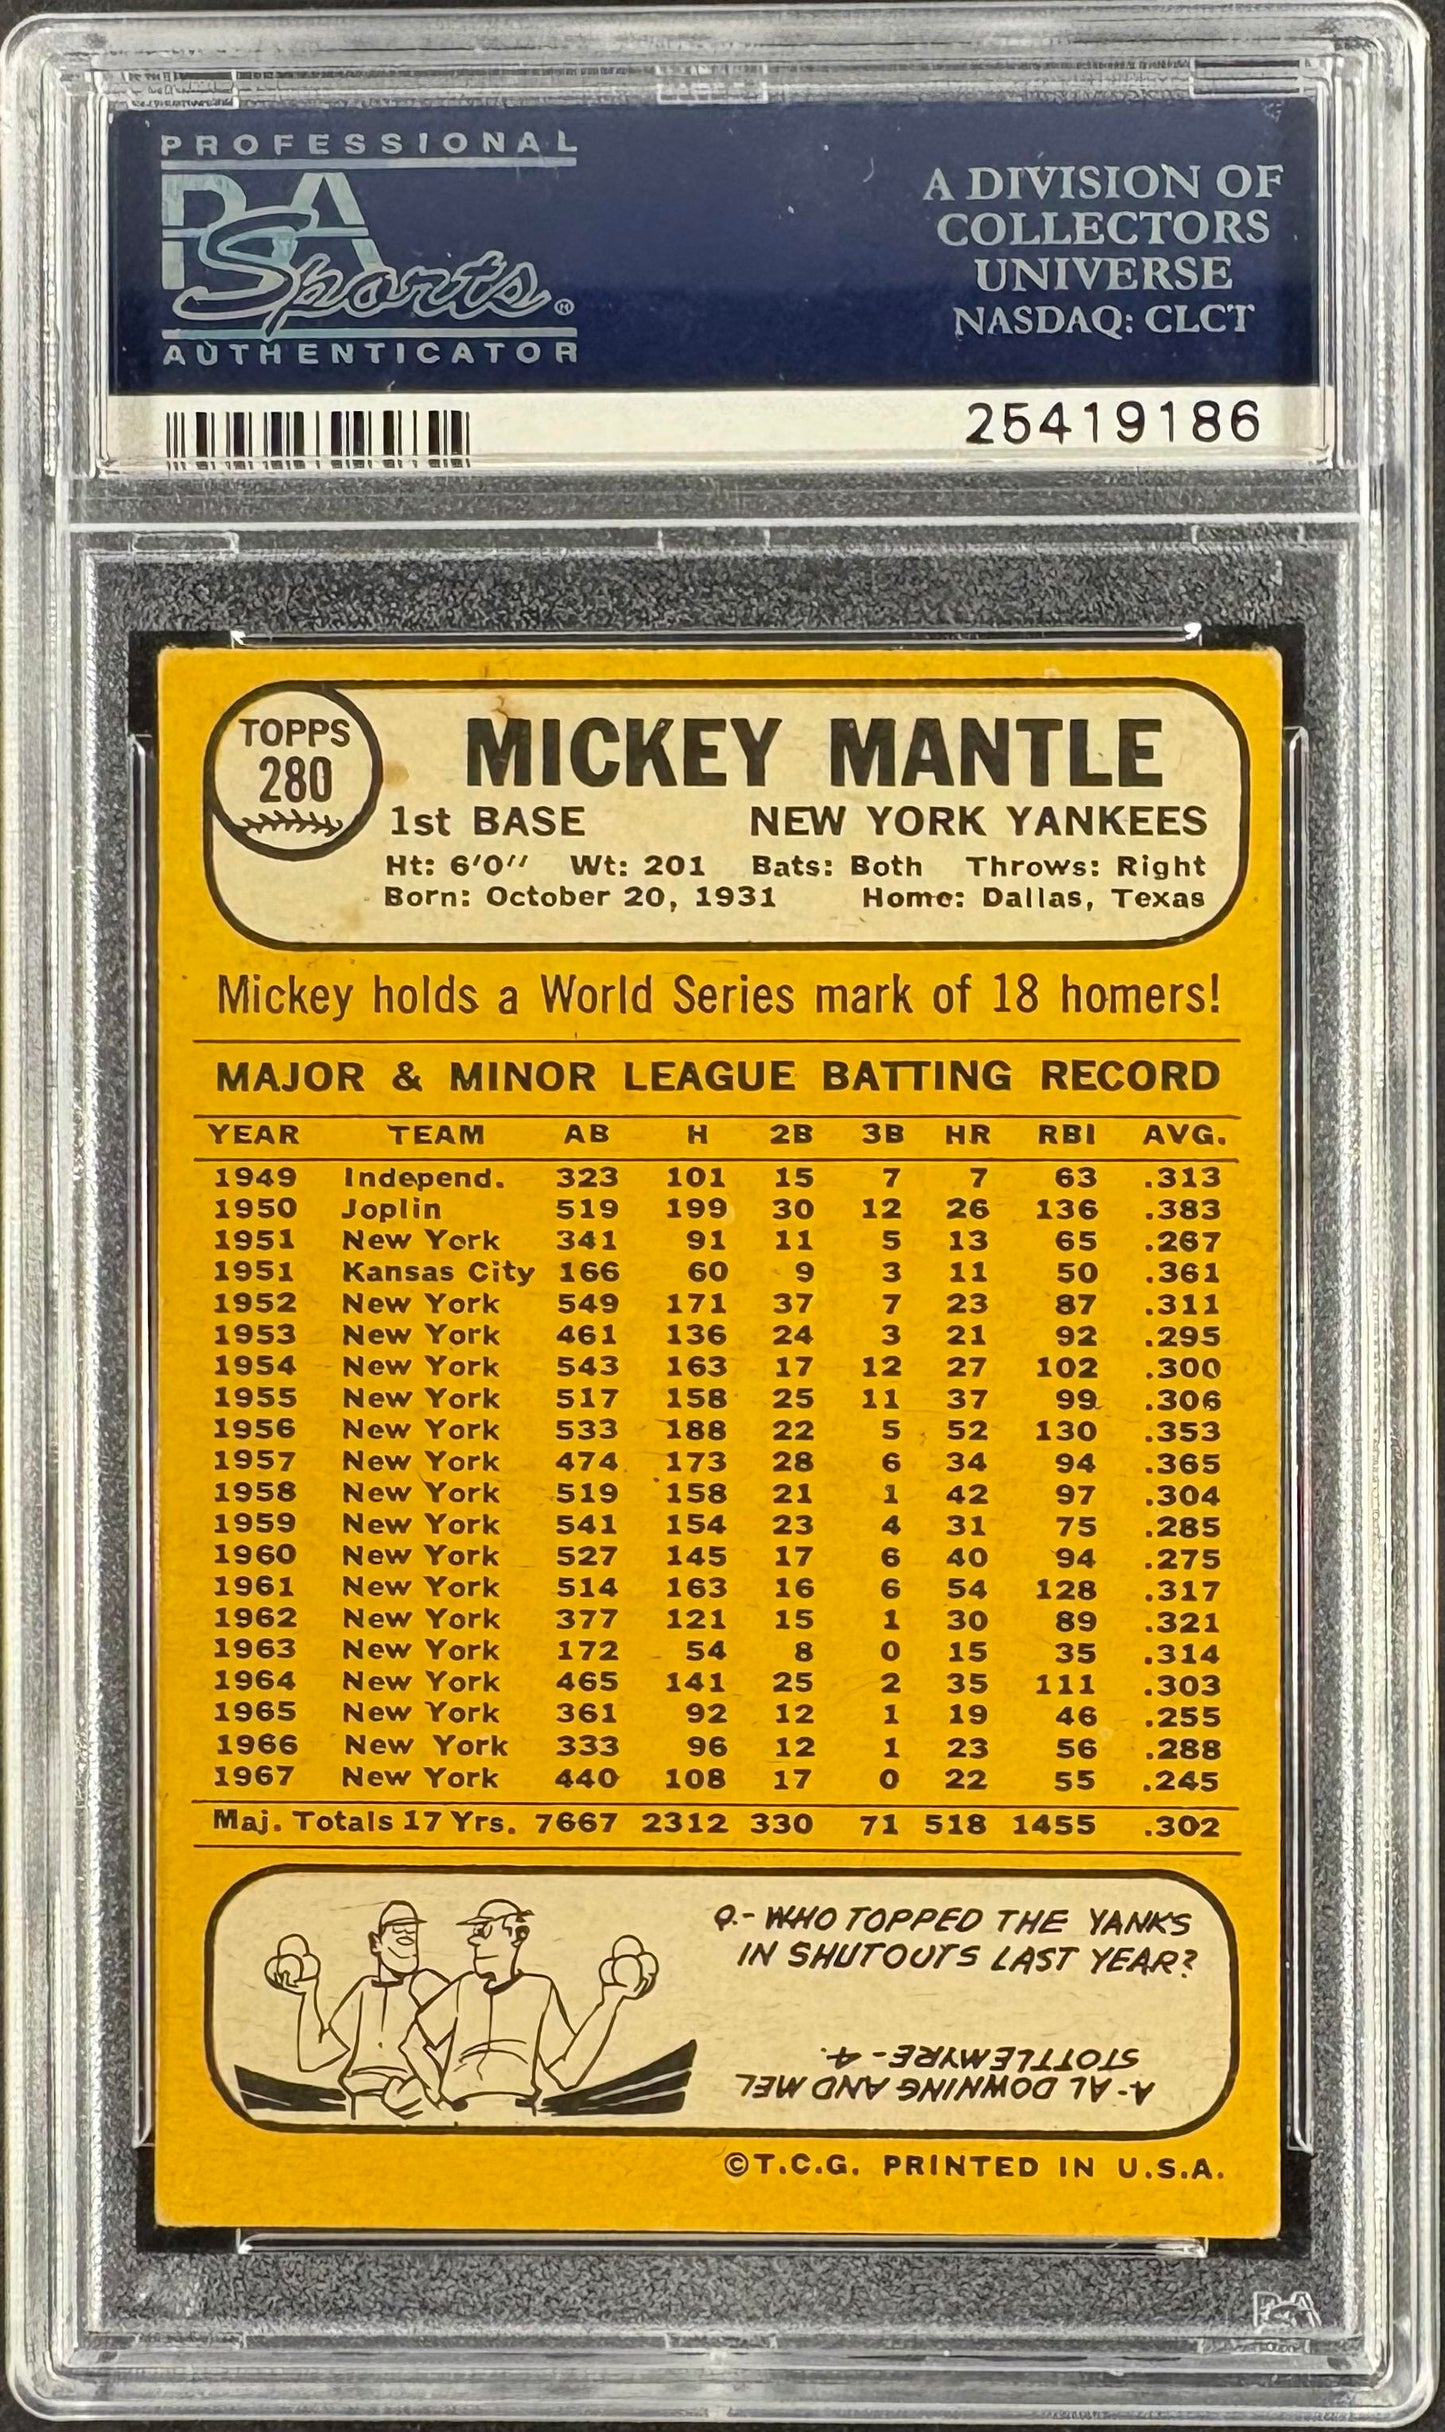 PROFESSIONAL
PSA
Sports
AUTHENTICATOR
A DIVISION OF
COLLECTORS
UNIVERSE
NASDAQ: CLCT
25419186
TOPPS
280
MICKEY MANTLE
1st BASE NEW YORK YANKEES
Ht: 6'0'' Wt: 201 Bats: Both Throws: Right
Born: October 20, 1931 Home: Dallas, Texas
Mickey holds a World Series mark of 18 homers!
MAJOR & MINOR LEAGUE BATTING RECORD
YEAR TEAM AB H 2B 3B HR RBI AVG.
1949 Independ. 323 101 15 7 7 63 .313
1950 Joplin 519 199 30 12 26 136 .383
1951 New York 341 91 11 5 13 65 .267
1951 Kansas City 166 60 9 3 11 50 .361
1952 New York 549 171 37 7 23 87 .311
1953 New York 461 136 24 3 21 92 .295
1954 New York 543 163 17 12 27 102 .300
1955 New York 517 158 25 11 37 99 .306
1956 New York 533 188 22 5 52 130 .353
1957 New York 474 173 28 6 34 94 .365
1958 New York 519 158 21 1 42 97 .304
1959 New York 541 154 23 4 31 75 .285
1960 New York 527 145 17 6 40 94 .275
1961 New York 514 163 16 6 54 128 .317
1962 New York 377 121 15 1 30 89 .321
1963 New York 172 54 8 0 15 35 .314
1964 New York 465 141 25 2 35 111 .303
1965 New York 361 92 12 1 19 46 .255
1966 New York 333 96 12 1 23 56 .288
1967 New York 440 108 17 0 22 55 .245
Maj. Totals 17 Yrs. 7667 2312 330 71 518 1455 .302
Q.- WHO TOPPED THE YANKS
IN SHUTOUTS LAST YEAR?
A- AL DOWNING AND MEL
STOTTLEMYRE - 4.
©T.C.G. PRINTED IN U.S.A.
PSA